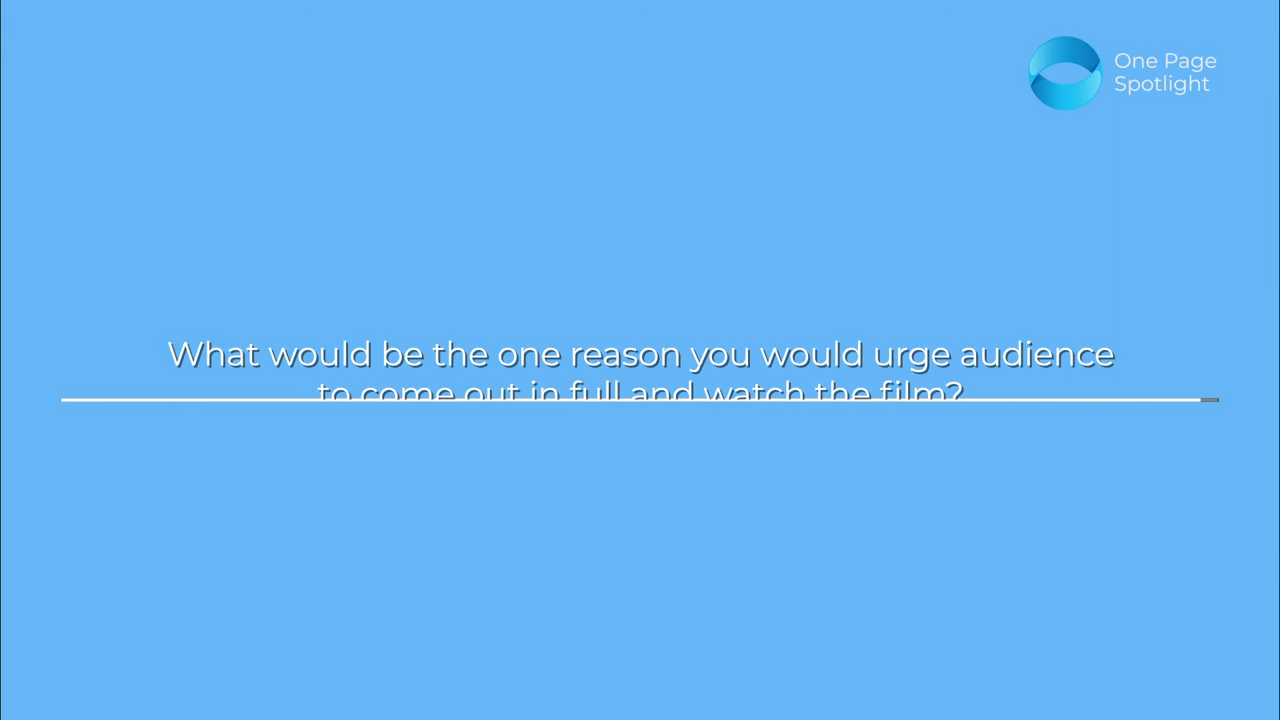 One Page
Spotlight
What would be the one reason you would urge audience
to come out in full and watch the film?